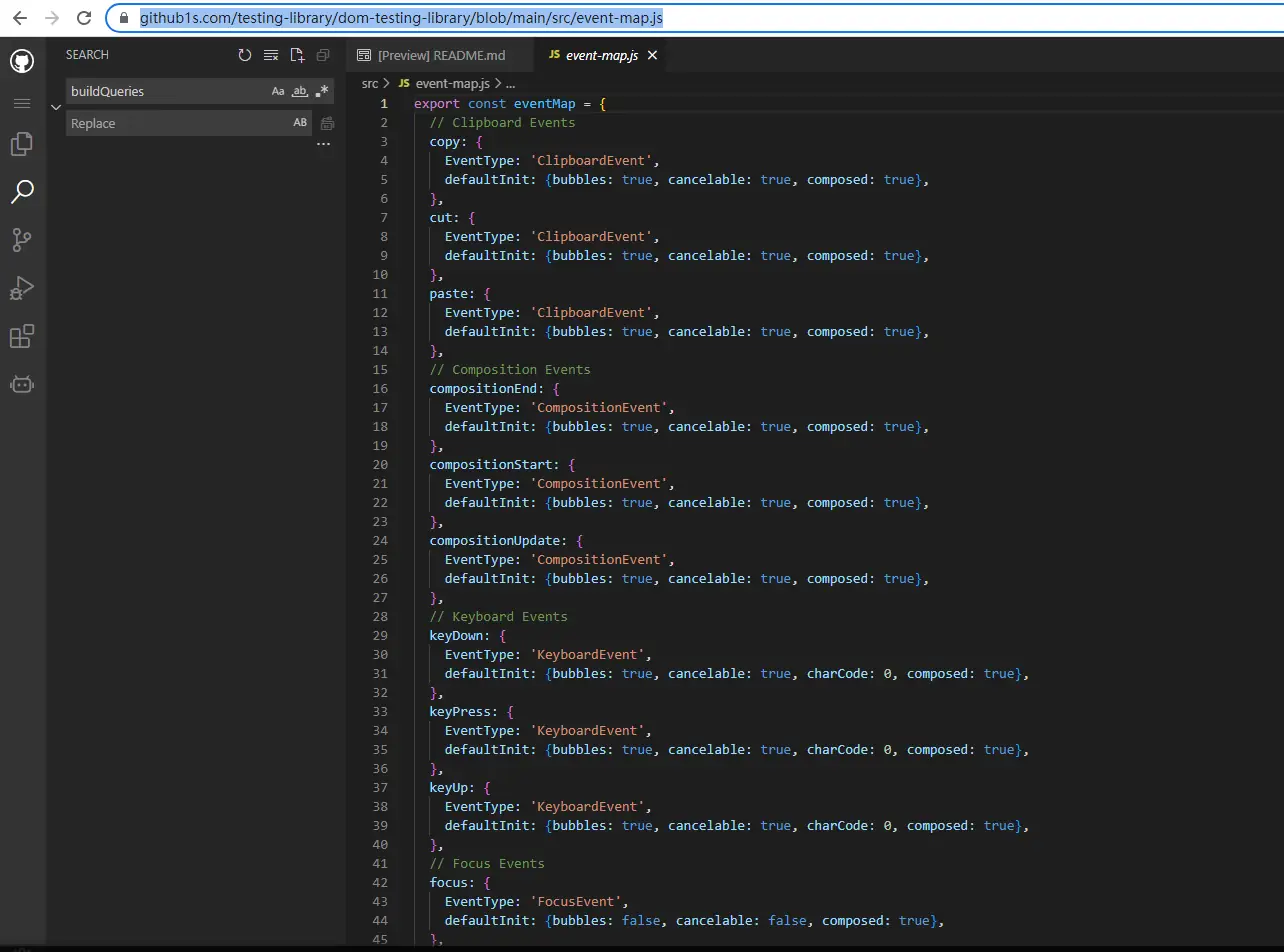 github1s.com/testing-library/dom-testing-library/blob/main/src/event-map.js
SEARCH
buildQueries
Aa ab .*
Replace
AB
...
[Preview] README.md
JS event-map.js
src > JS event-map.js > ...
1 export const eventMap = {
2 // Clipboard Events
3 copy: {
4 EventType: 'ClipboardEvent',
5 defaultInit: {bubbles: true, cancelable: true, composed: true},
6 },
7 cut: {
8 EventType: 'ClipboardEvent',
9 defaultInit: {bubbles: true, cancelable: true, composed: true},
10 },
11 paste: {
12 EventType: 'ClipboardEvent',
13 defaultInit: {bubbles: true, cancelable: true, composed: true},
14 },
15 // Composition Events
16 compositionEnd: {
17 EventType: 'CompositionEvent',
18 defaultInit: {bubbles: true, cancelable: true, composed: true},
19 },
20 compositionStart: {
21 EventType: 'CompositionEvent',
22 defaultInit: {bubbles: true, cancelable: true, composed: true},
23 },
24 compositionUpdate: {
25 EventType: 'CompositionEvent',
26 defaultInit: {bubbles: true, cancelable: true, composed: true},
27 },
28 // Keyboard Events
29 keyDown: {
30 EventType: 'KeyboardEvent',
31 defaultInit: {bubbles: true, cancelable: true, charCode: 0, composed: true},
32 },
33 keyPress: {
34 EventType: 'KeyboardEvent',
35 defaultInit: {bubbles: true, cancelable: true, charCode: 0, composed: true},
36 },
37 keyUp: {
38 EventType: 'KeyboardEvent',
39 defaultInit: {bubbles: true, cancelable: true, charCode: 0, composed: true},
40 },
41 // Focus Events
42 focus: {
43 EventType: 'FocusEvent',
44 defaultInit: {bubbles: false, cancelable: false, composed: true},
45 },